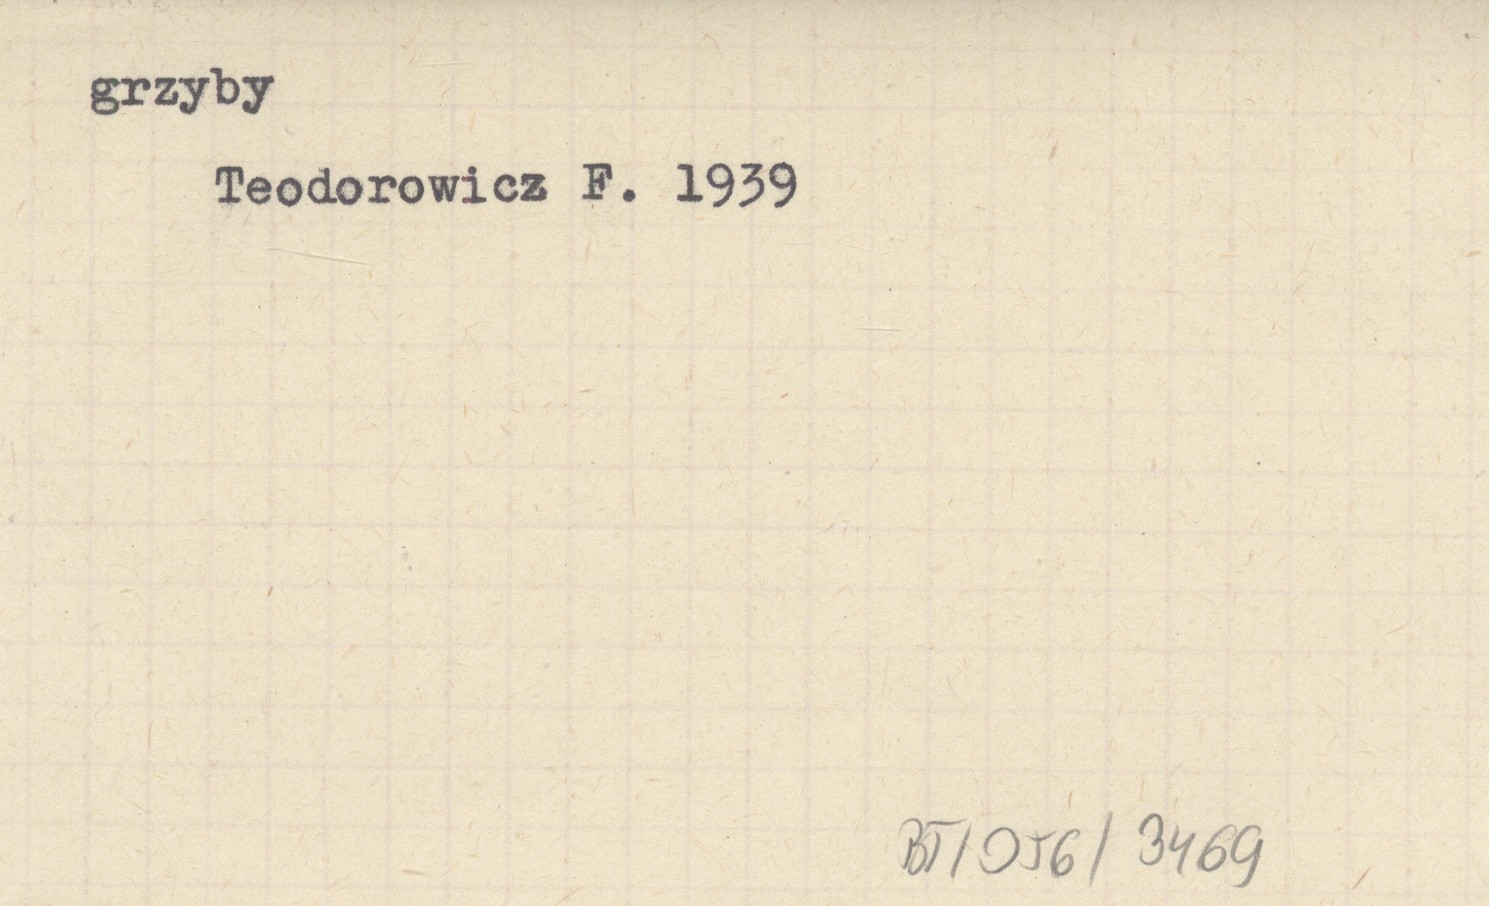 grzyby
Teodorowicz F. 1939
BT/056/3469